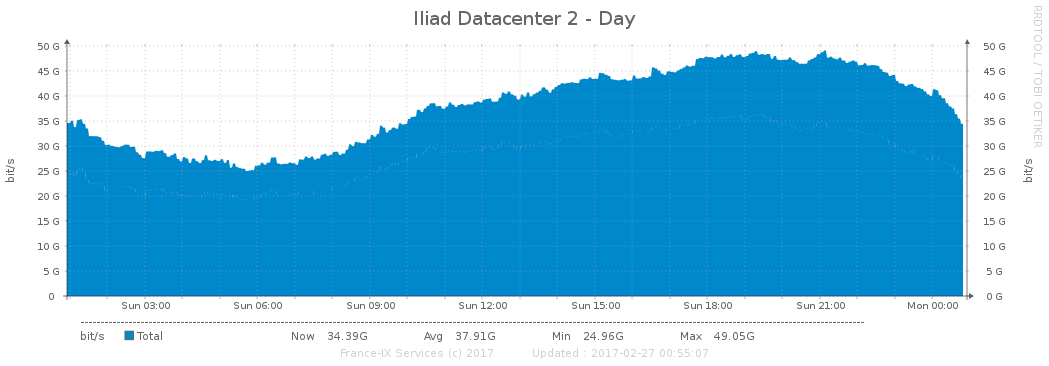 Iliad Datacenter 2 - Day
RRDTOOL / TOBI OETIKER
50 G 50 G
45 G 45 G
40 G 40 G
35 G 35 G
30 G 30 G
25 G 25 G
20 G 20 G
15 G 15 G
10 G 10 G
5 G 5 G
0 0 G
bit/s bit/s
Sun 03:00 Sun 06:00 Sun 09:00 Sun 12:00 Sun 15:00 Sun 18:00 Sun 21:00 Mon 00:00
bit/s Total Now 34.39G Avg 37.91G Min 24.96G Max 49.05G
France-IX Services (c) 2017 Updated : 2017-02-27 00:55:07